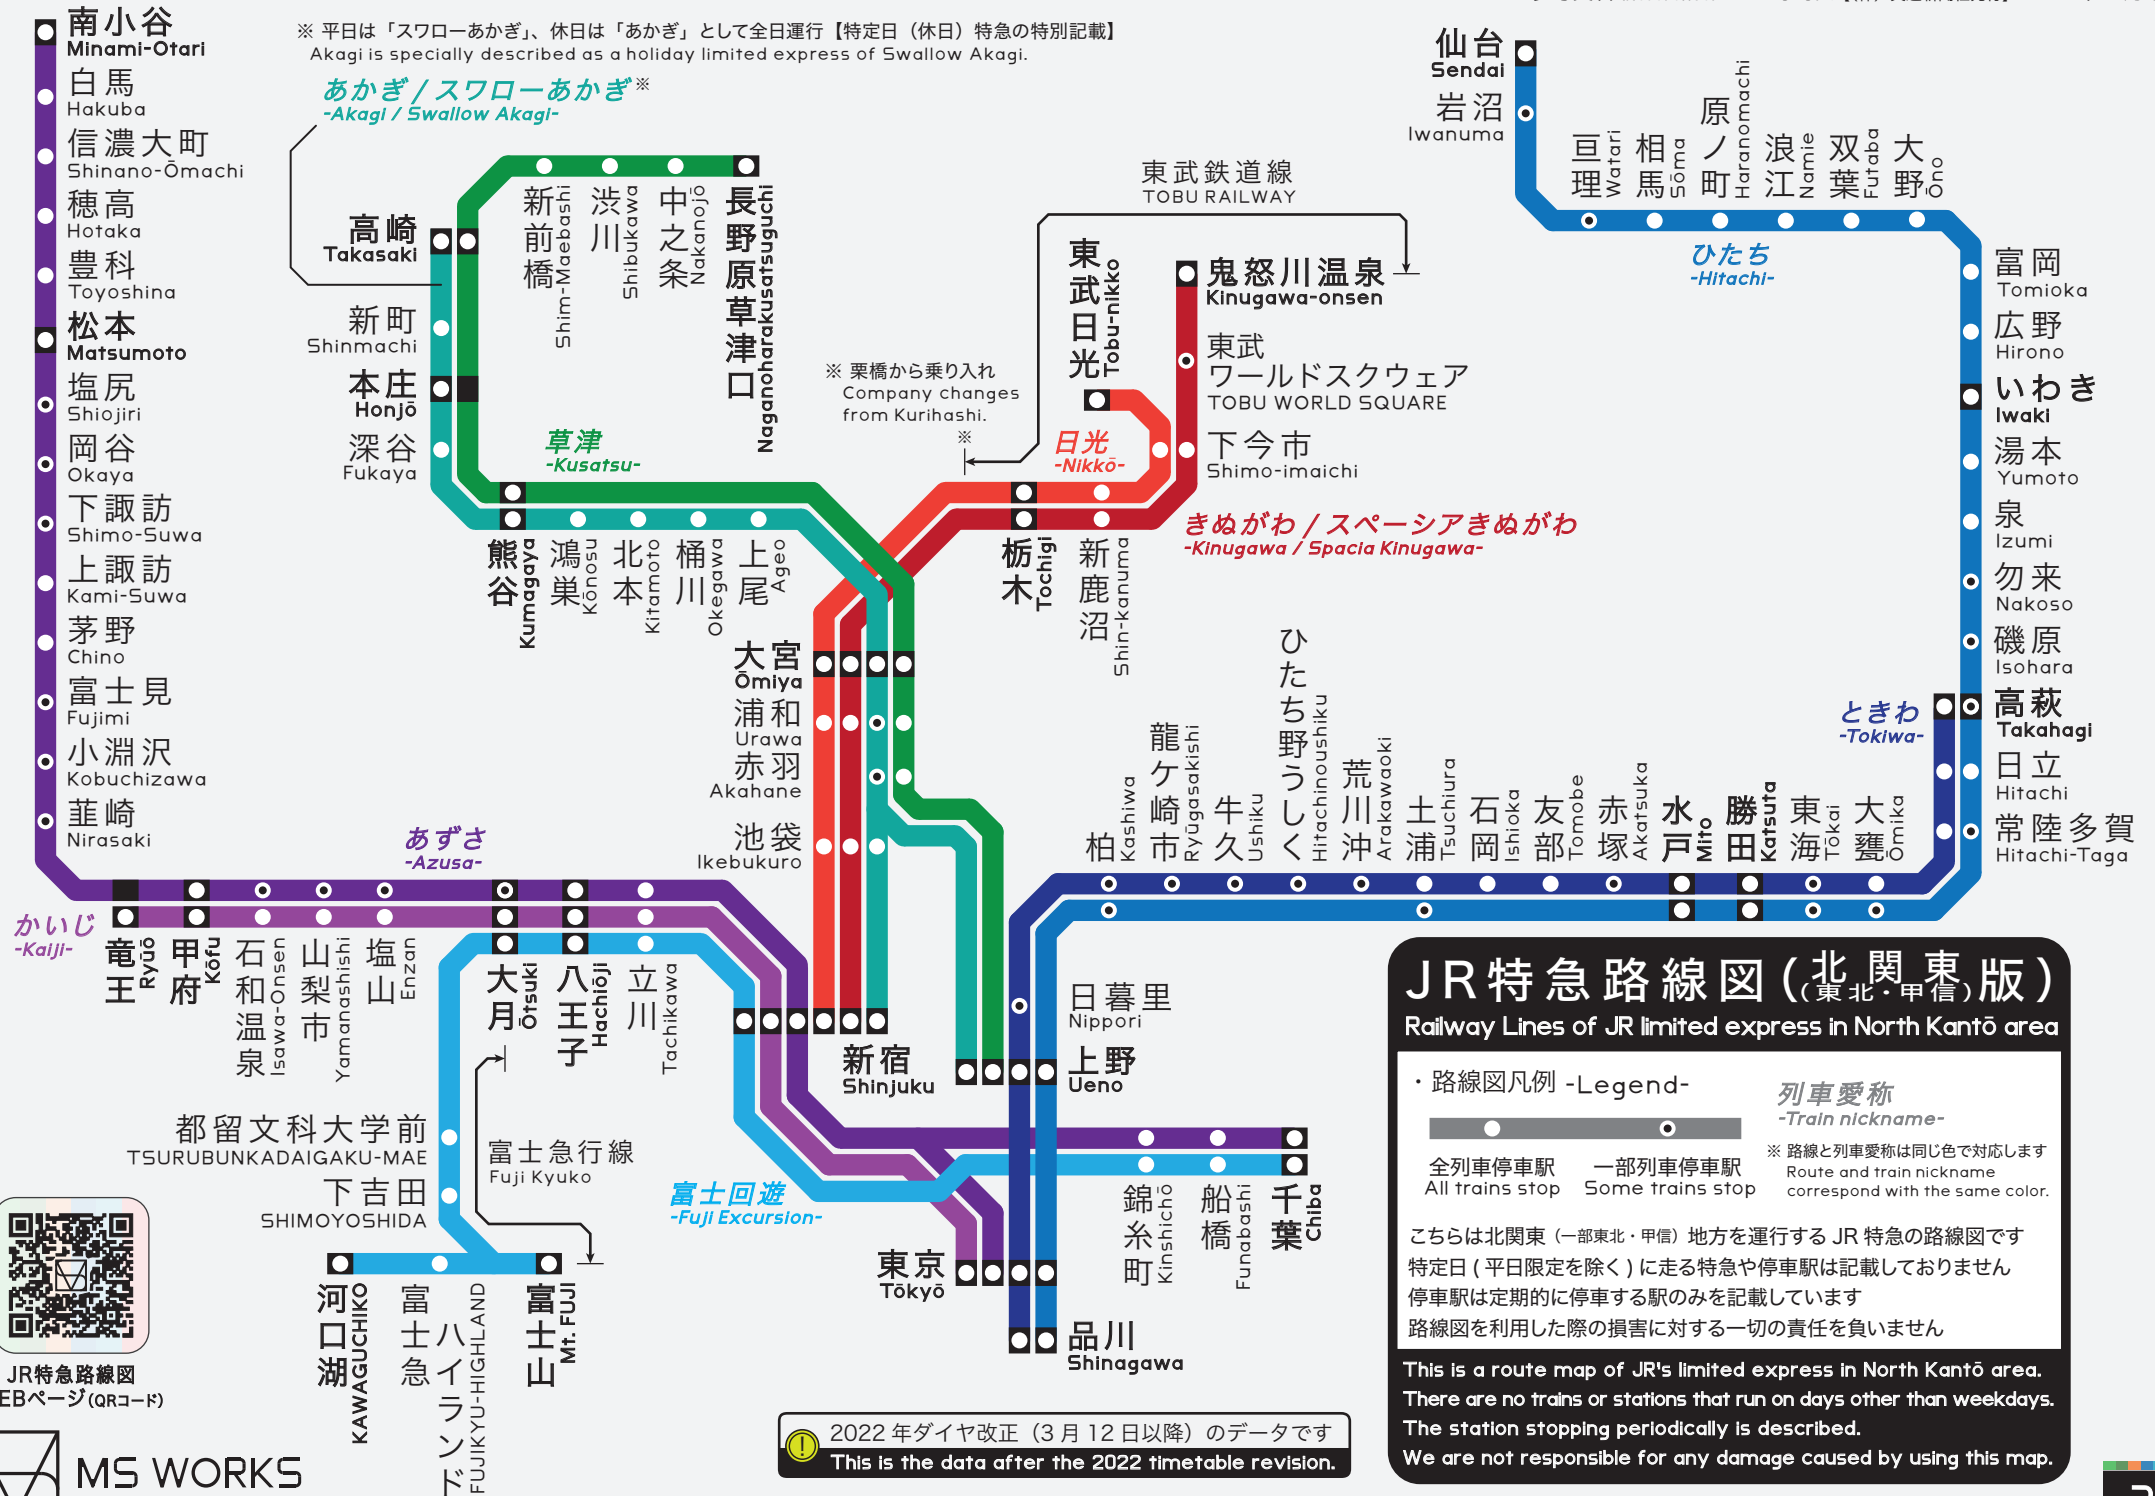 ※ 平日は「スワローあかぎ」、休日は「あかぎ」として全日運行【特定日（休日）特急の特別記載】
Akagi is specially described as a holiday limited express of Swallow Akagi.
あかぎ / スワローあかぎ※
-Akagi / Swallow Akagi-
南小谷
Minami-Otari
白馬
Hakuba
信濃大町
Shinano-Ōmachi
穂高
Hotaka
豊科
Toyoshina
松本
Matsumoto
塩尻
Shiojiri
岡谷
Okaya
下諏訪
Shimo-Suwa
上諏訪
Kami-Suwa
茅野
Chino
富士見
Fujimi
小淵沢
Kobuchizawa
韮崎
Nirasaki
あずさ
-Azusa-
かいじ
-Kaiji-
竜王
Ryūō
甲府
Kōfu
石和温泉
Isawa-Onsen
山梨市
Yamanashishi
塩山
Enzan
大月
Ōtsuki
八王子
Hachiōji
立川
Tachikawa
高崎
Takasaki
新町
Shinmachi
本庄
Honjō
深谷
Fukaya
新前橋
Shim-Maebashi
渋川
Shibukawa
中之条
Nakanojō
長野原草津口
Naganoharakusatsuguchi
草津
-Kusatsu-
熊谷
Kumagaya
鴻巣
Kōnosu
北本
Kitamoto
桶川
Okegawa
上尾
Ageo
大宮
Ōmiya
浦和
Urawa
赤羽
Akahane
池袋
Ikebukuro
新宿
Shinjuku
東武鉄道線
TOBU RAILWAY
※ 栗橋から乗り入れ
Company changes
from Kurihashi.
※
東武日光
Tobu-nikko
日光
-Nikkō-
鬼怒川温泉
Kinugawa-onsen
東武
ワールドスクウェア
TOBU WORLD SQUARE
下今市
Shimo-imaichi
きぬがわ / スペーシアきぬがわ
-Kinugawa / Spacia Kinugawa-
栃木
Tochigi
新鹿沼
Shin-kanuma
仙台
Sendai
岩沼
Iwanuma
亘理
Watari
相馬
Sōma
原ノ町
Haranomachi
浪江
Namie
双葉
Futaba
大野
Ōno
ひたち
-Hitachi-
富岡
Tomioka
広野
Hirono
いわき
Iwaki
湯本
Yumoto
泉
Izumi
勿来
Nakoso
磯原
Isohara
高萩
Takahagi
日立
Hitachi
常陸多賀
Hitachi-Taga
ときわ
-Tokiwa-
柏
Kashiwa
龍ケ崎市
Ryūgasakishi
牛久
Ushiku
ひたち野うしく
Hitachinoushiku
荒川沖
Arakawaoki
土浦
Tsuchiura
石岡
Ishioka
友部
Tomobe
赤塚
Akatsuka
水戸
Mito
勝田
Katsuta
東海
Tōkai
大甕
Ōmika
日暮里
Nippori
上野
Ueno
都留文科大学前
TSURUBUNKADAIGAKU-MAE
下吉田
SHIMOYOSHIDA
富士急行線
Fuji Kyuko
富士回遊
-Fuji Excursion-
河口湖
KAWAGUCHIKO
富士急
ハイランド
FUJIKYU-HIGHLAND
富士山
Mt. FUJI
東京
Tōkyō
錦糸町
Kinshichō
船橋
Funabashi
千葉
Chiba
品川
Shinagawa
JR特急路線図(北関東(東北・甲信)版)
Railway Lines of JR limited express in North Kantō area
・路線図凡例 -Legend-
列車愛称
-Train nickname-
全列車停車駅
All trains stop
一部列車停車駅
Some trains stop
※ 路線と列車愛称は同じ色で対応します
Route and train nickname
correspond with the same color.
こちらは北関東（一部東北・甲信）地方を運行する JR 特急の路線図です
特定日 ( 平日限定を除く ) に走る特急や停車駅は記載しておりません
停車駅は定期的に停車する駅のみを記載しています
路線図を利用した際の損害に対する一切の責任を負いません
This is a route map of JR's limited express in North Kantō area.
There are no trains or stations that run on days other than weekdays.
The station stopping periodically is described.
We are not responsible for any damage caused by using this map.
JR特急路線図
EBページ(QRコード)
MS WORKS
2022 年ダイヤ改正（3 月 12 日以降）のデータです
This is the data after the 2022 timetable revision.